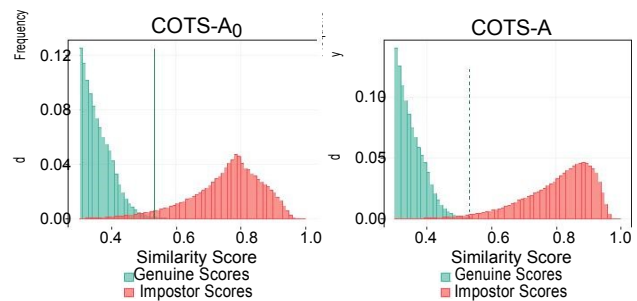 COTS-A0
Frequency
0.12
0.08
0.04
0.00
d
0.4 0.6 0.8 1.0
Similarity Score
Genuine Scores
Impostor Scores
COTS-A
y
0.10
0.05
0.00
d
0.4 0.6 0.8 1.0
Similarity Score
Genuine Scores
Impostor Scores